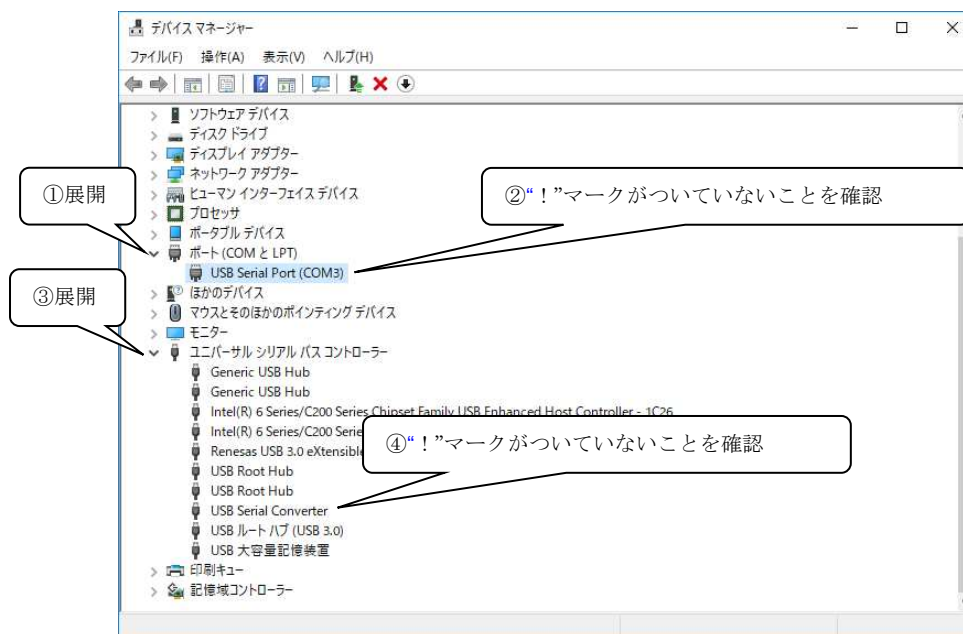 デバイス マネージャー
ファイル(F) 操作(A) 表示(V) ヘルプ(H)
ソフトウェア デバイス
ディスク ドライブ
ディスプレイ アダプター
ネットワーク アダプター
ヒューマン インターフェイス デバイス
プロセッサ
ポータブル デバイス
ポート (COM と LPT)
USB Serial Port (COM3)
ほかのデバイス
マウスとそのほかのポインティング デバイス
モニター
ユニバーサル シリアル バス コントローラー
Generic USB Hub
Generic USB Hub
Intel(R) 6 Series/C200 Series Chipset Family USB Enhanced Host Controller - 1C26
Intel(R) 6 Series/C200
Renesas USB 3.0
USB Root Hub
USB Root Hub
USB Serial Converter
USB ルート ハブ (USB 3.0)
USB 大容量記憶装置
印刷キュー
記憶域コントローラー
①展開
②“！”マークがついていないことを確認
③展開
④“！”マークがついていないことを確認